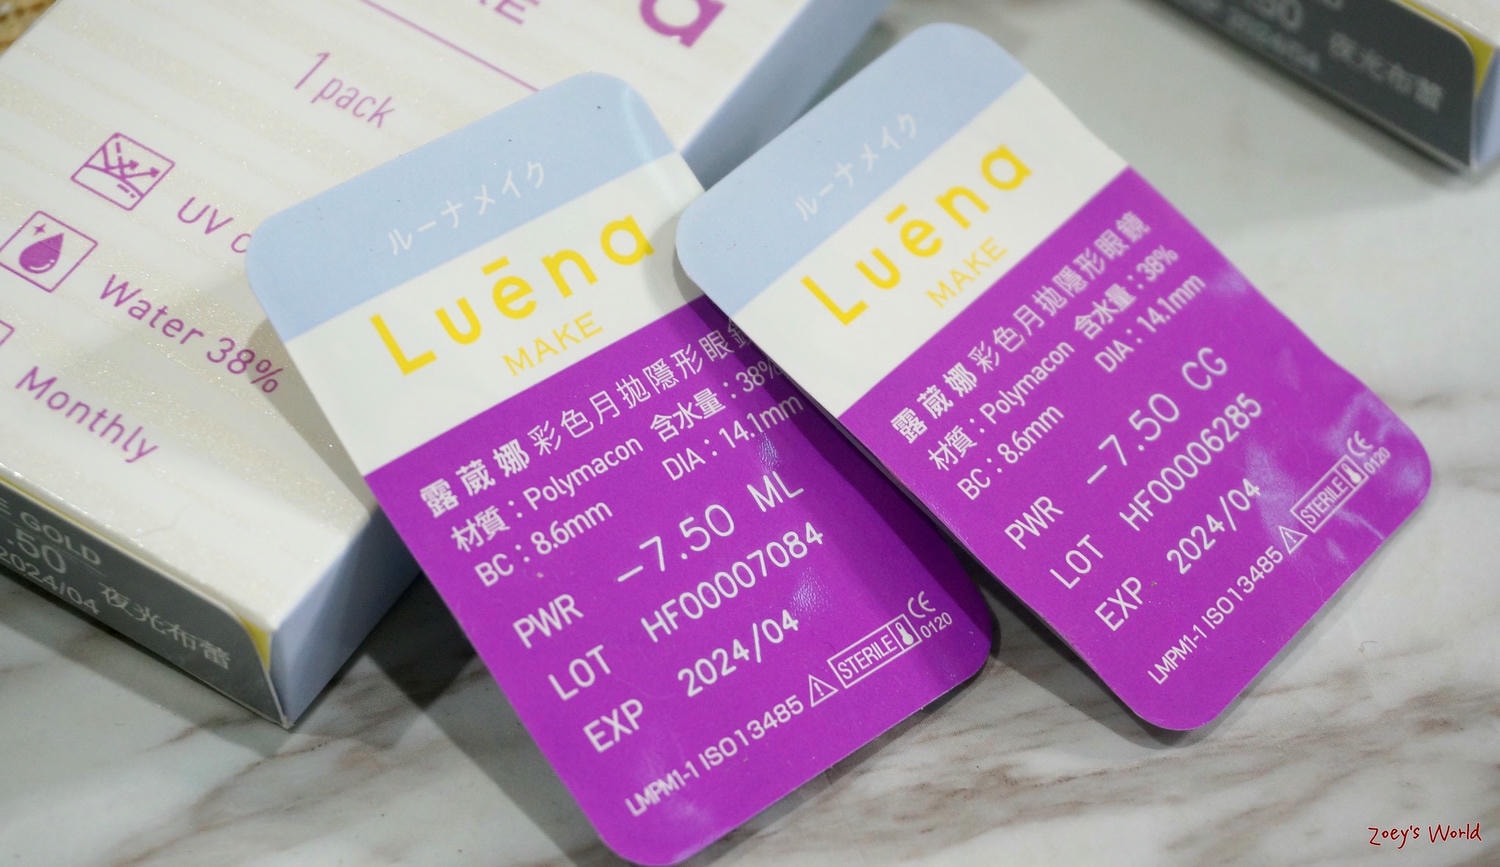 1 pack
Water 38%
Monthly
GOLD
.50
2024/04
夜光布蕾
ルーナメイク
Luēna
MAKE
露葳娜 彩色月拋隱形眼鏡
材質：Polymacon 含水量：38%
BC：8.6mm DIA：14.1mm
PWR -7.50 ML
LOT HF00007084
EXP 2024/04
LMPM1-1 ISO13485 STERILE CE 0120
ルーナメイク
Luēna
MAKE
露葳娜 彩色月拋隱形眼鏡
材質：Polymacon 含水量：38%
BC：8.6mm DIA：14.1mm
PWR -7.50 CG
LOT HF00006285
EXP 2024/04
LMPM1-1 ISO13485 STERILE CE 0120
夜光布蕾
Zoey's World